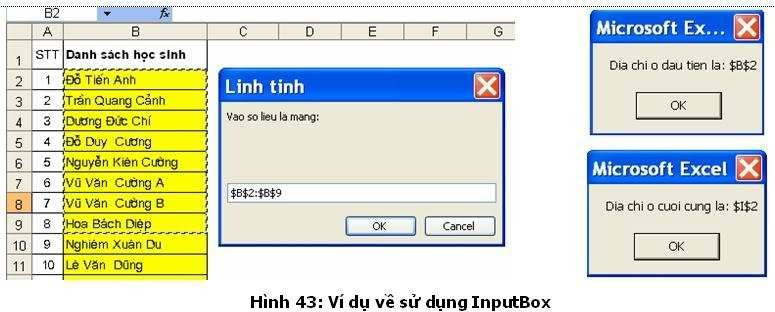 B2 fx
A B C D E F G
1 STT Danh sách học sinh
2 1 Đỗ Tiến Anh
3 2 Trần Quang Cảnh
4 3 Dương Đức Chí
5 4 Đỗ Duy Cương
6 5 Nguyễn Kiên Cường
7 6 Vũ Văn Cường A
8 7 Vũ Văn Cường B
9 8 Hoa Bách Diệp
10 9 Nghiêm Xuân Du
11 10 Lê Văn Dũng
Linh tinh
Vao so lieu la mang:
$B$2:$B$9
OK Cancel
Microsoft Ex...
Dia chi o dau tien la: $B$2
OK
Microsoft Excel
Dia chi o cuoi cung la: $I$2
OK
Hình 43: Ví dụ về sử dụng InputBox